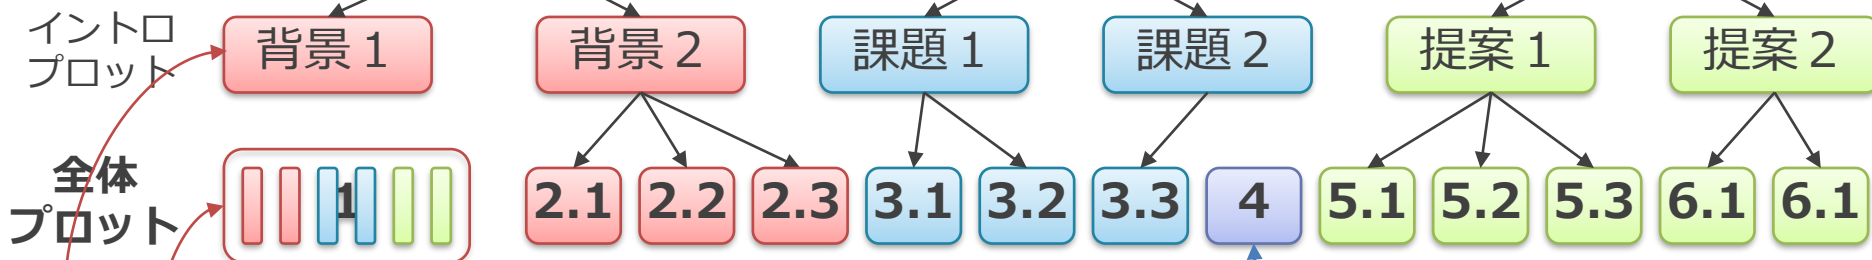 イントロ
プロット
背景1
背景2
課題1
課題2
提案1
提案2
全体
プロット
1
2.1
2.2
2.3
3.1
3.2
3.3
4
5.1
5.2
5.3
6.1
6.1